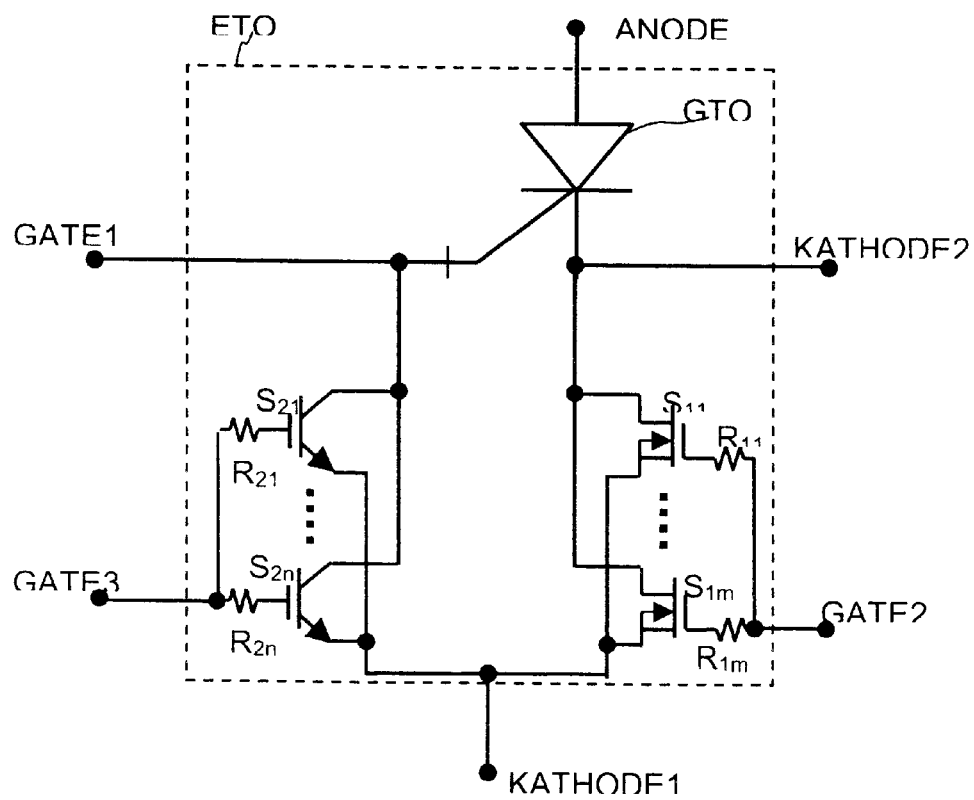 ETO
ANODE
GTO
GATE1
KATHODE2
S21
S11
R11
R21
S2n
S1m
GATE3
GATE2
R2n
R1m
KATHODE1